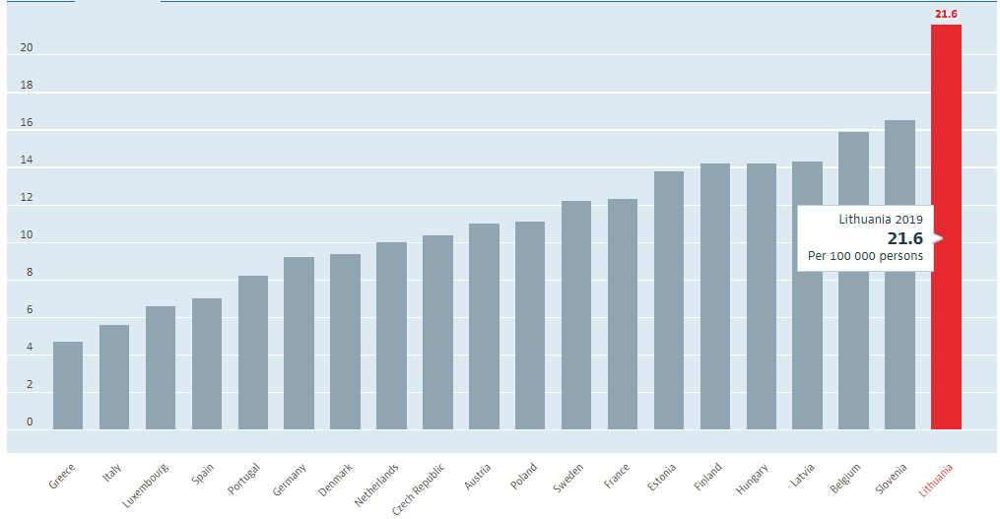 21.6
20
18
16
14
12
10
8
6
4
2
0
Lithuania 2019
21.6
Per 100 000 persons
Greece
Italy
Luxembourg
Spain
Portugal
Germany
Denmark
Netherlands
Czech Republic
Austria
Poland
Sweden
France
Estonia
Finland
Hungary
Latvia
Belgium
Slovenia
Lithuania